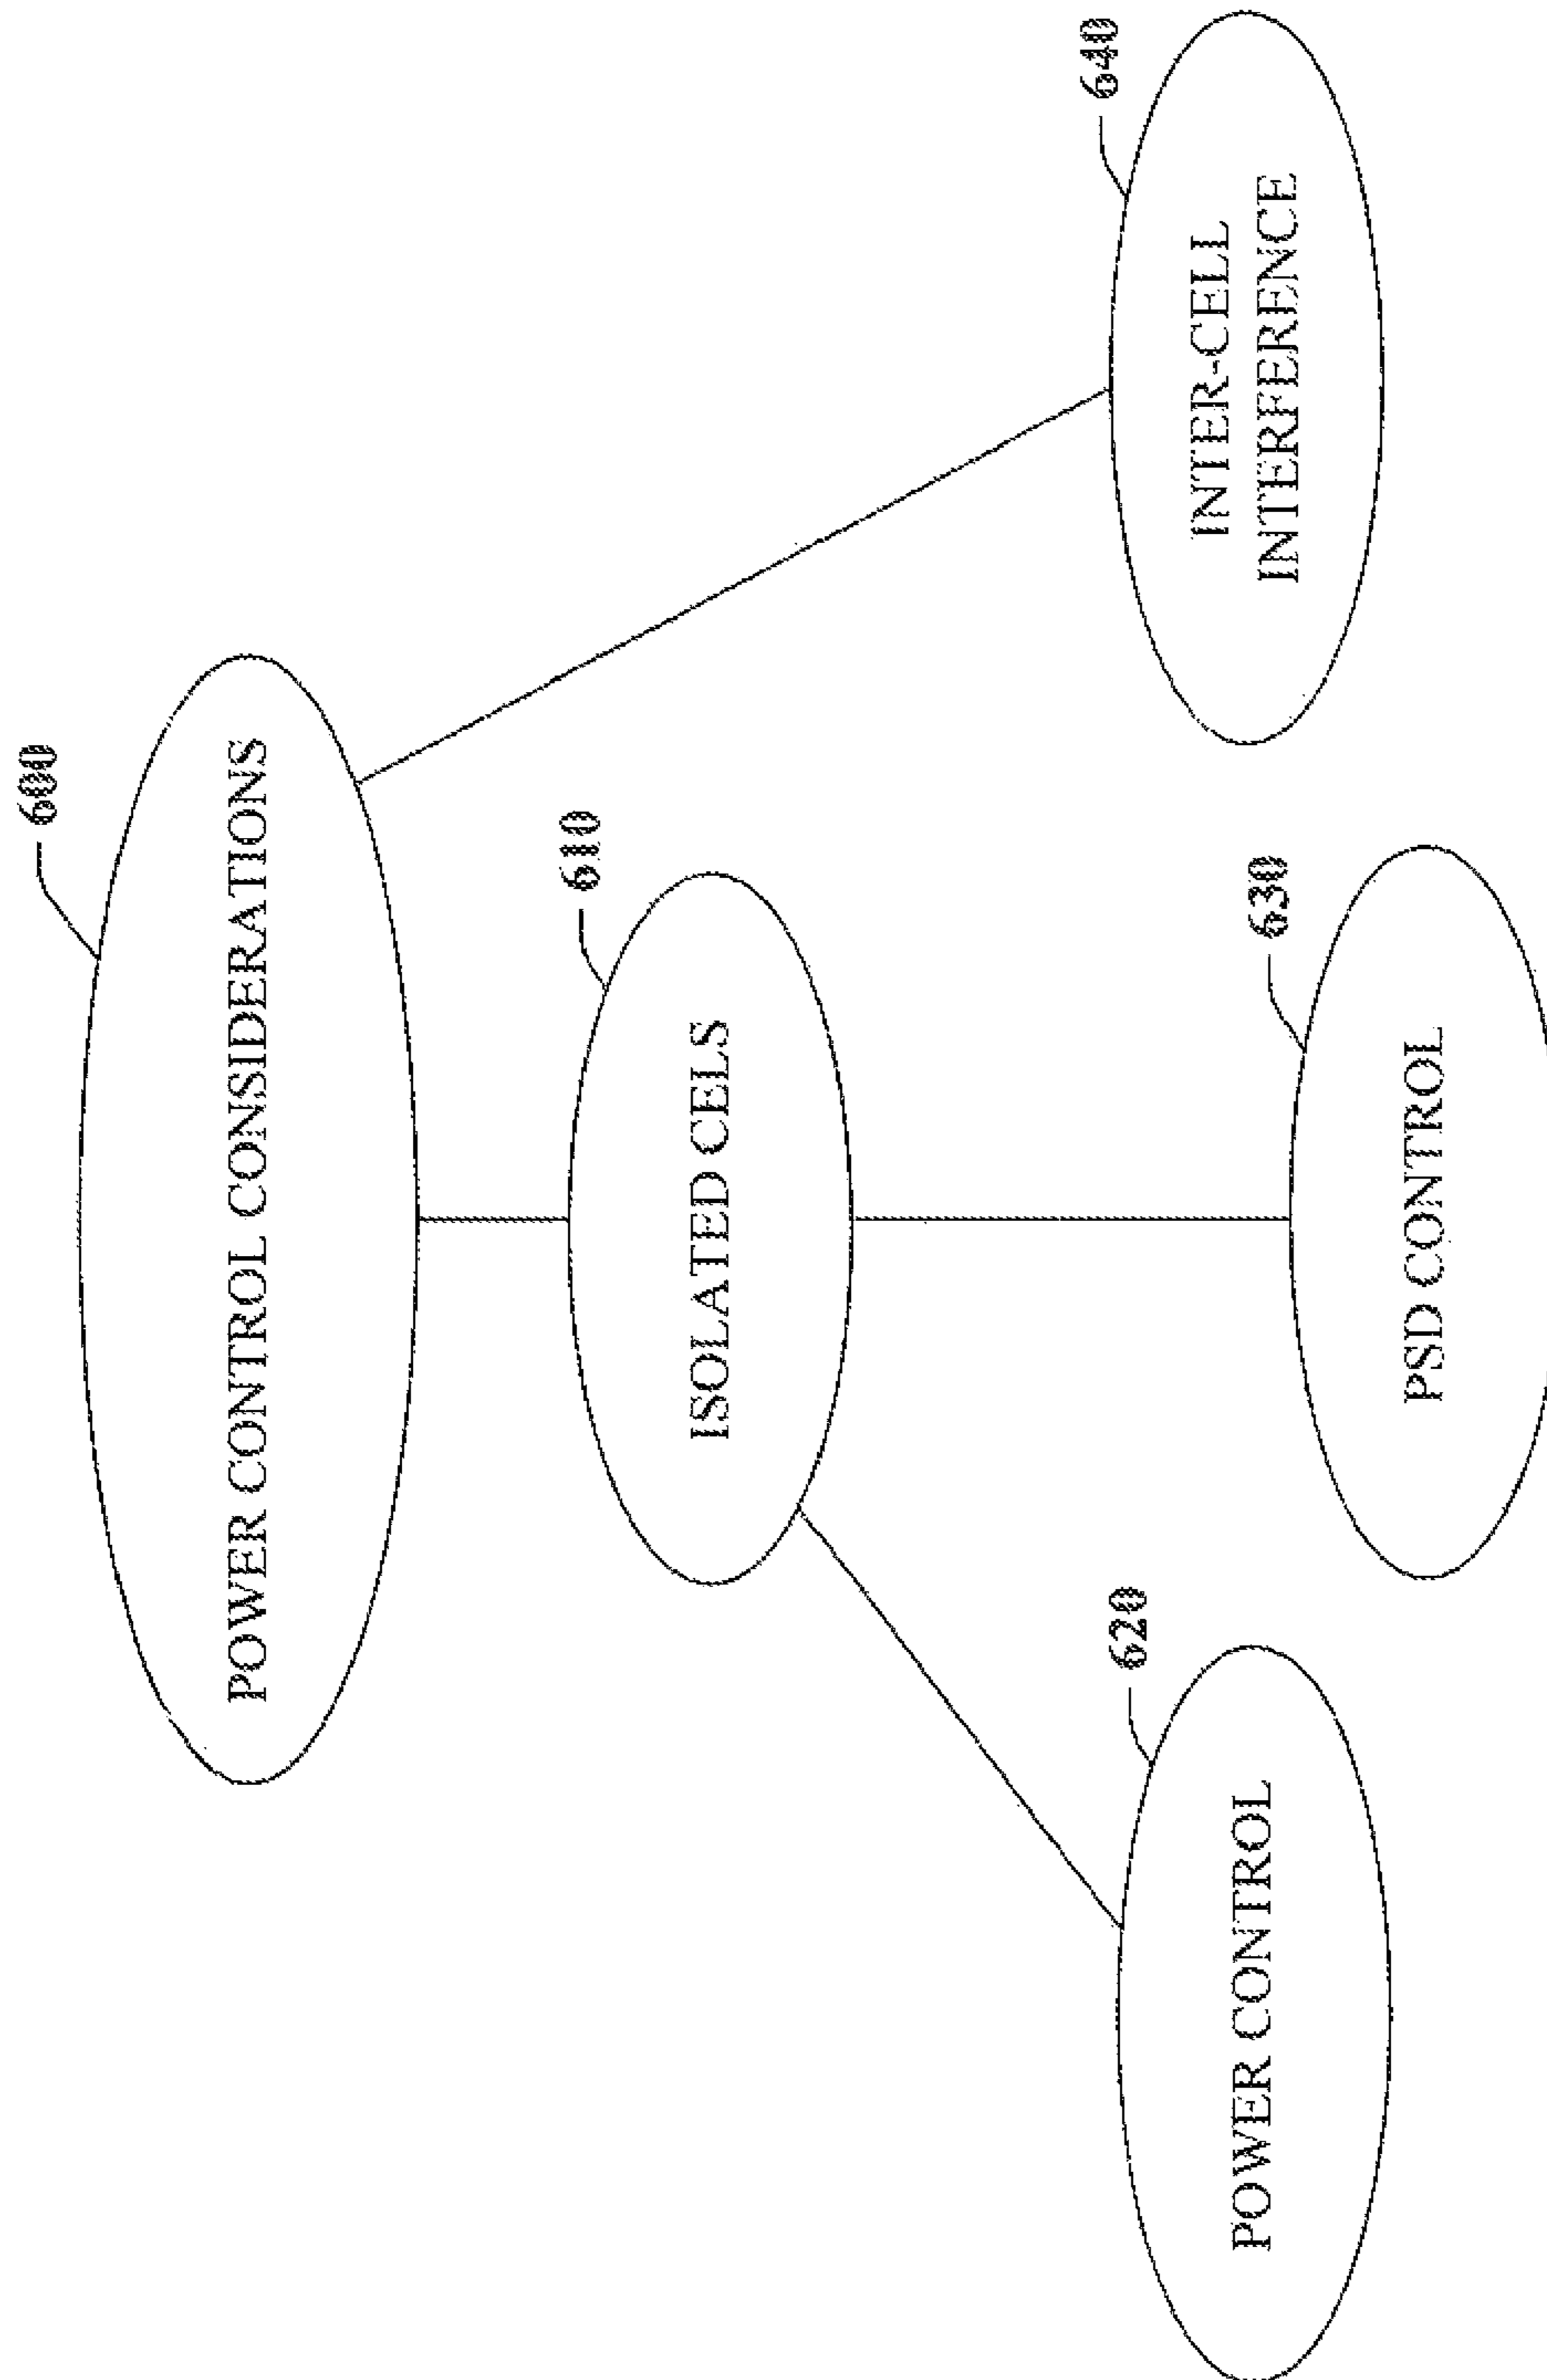 600
POWER CONTROL CONSIDERATIONS
610
ISOLATED CELS
620
POWER CONTROL
630
PSD CONTROL
640
INTER-CELL
INTERFERENCE